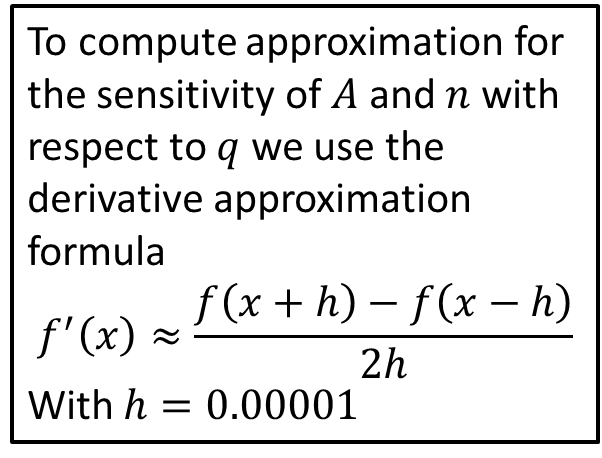 To compute approximation for
the sensitivity of A and n with
respect to q we use the
derivative approximation
formula
f′(x) ≈ f(x + h) − f(x − h) / 2h
With h = 0.00001